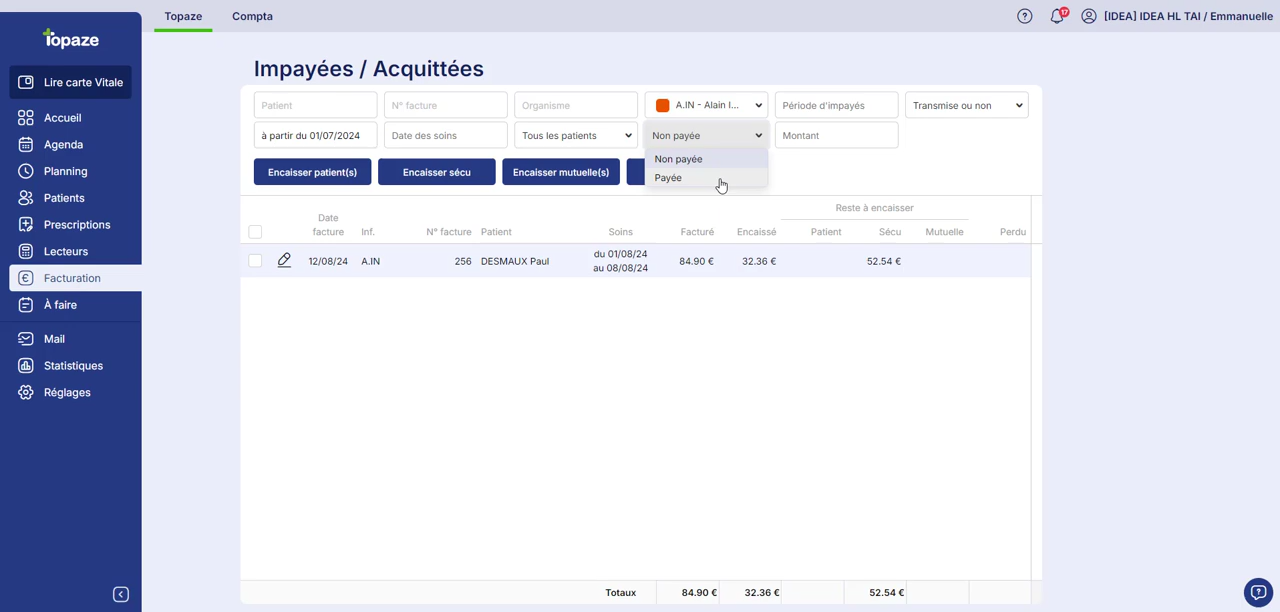 Topaze
Compta
17
[IDEA] IDEA HL TAI / Emmanuelle
topaze
Lire carte Vitale
Accueil
Agenda
Planning
Patients
Prescriptions
Lecteurs
Facturation
À faire
Mail
Statistiques
Réglages
Impayées / Acquittées
Patient
N° facture
Organisme
A.IN - Alain I...
Période d'impayés
Transmise ou non
à partir du 01/07/2024
Date des soins
Tous les patients
Non payée
Montant
Non payée
Payée
Encaisser patient(s)
Encaisser sécu
Encaisser mutuelle(s)
Reste à encaisser
Date facture Inf. N° facture Patient Soins Facturé Encaissé Patient Sécu Mutuelle Perdu
12/08/24 A.IN 256 DESMAUX Paul du 01/08/24 au 08/08/24 84.90 € 32.36 € 52.54 €
Totaux 84.90 € 32.36 € 52.54 €